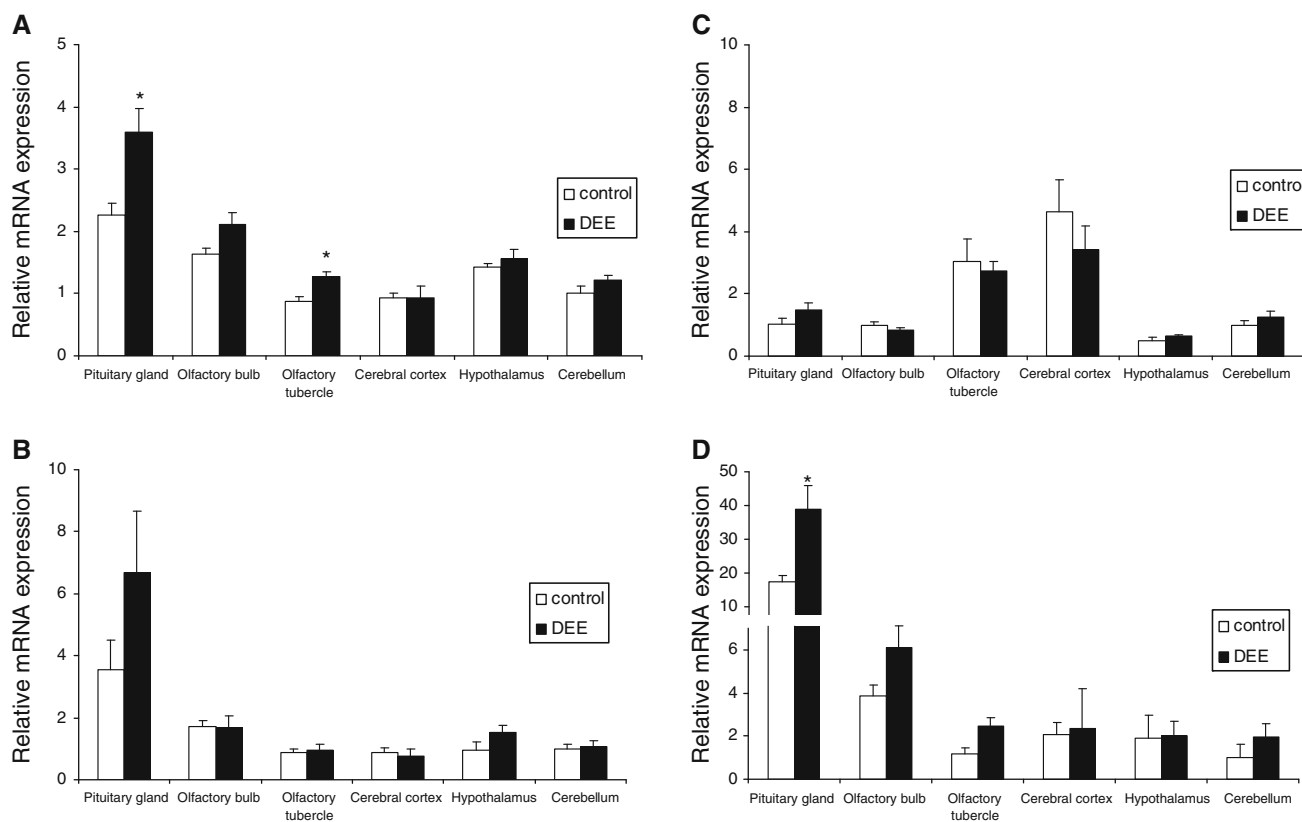 A
Relative mRNA expression
5
4
3
2
1
0
*
*
control
DEE
Pituitary gland
Olfactory bulb
Olfactory
tubercle
Cerebral cortex
Hypothalamus
Cerebellum
C
Relative mRNA expression
10
8
6
4
2
0
control
DEE
Pituitary gland
Olfactory bulb
Olfactory
tubercle
Cerebral cortex
Hypothalamus
Cerebellum
B
Relative mRNA expression
10
8
6
4
2
0
control
DEE
Pituitary gland
Olfactory bulb
Olfactory
tubercle
Cerebral cortex
Hypothalamus
Cerebellum
D
Relative mRNA expression
50
40
30
20
10
6
4
2
0
*
control
DEE
Pituitary gland
Olfactory bulb
Olfactory
tubercle
Cerebral cortex
Hypothalamus
Cerebellum